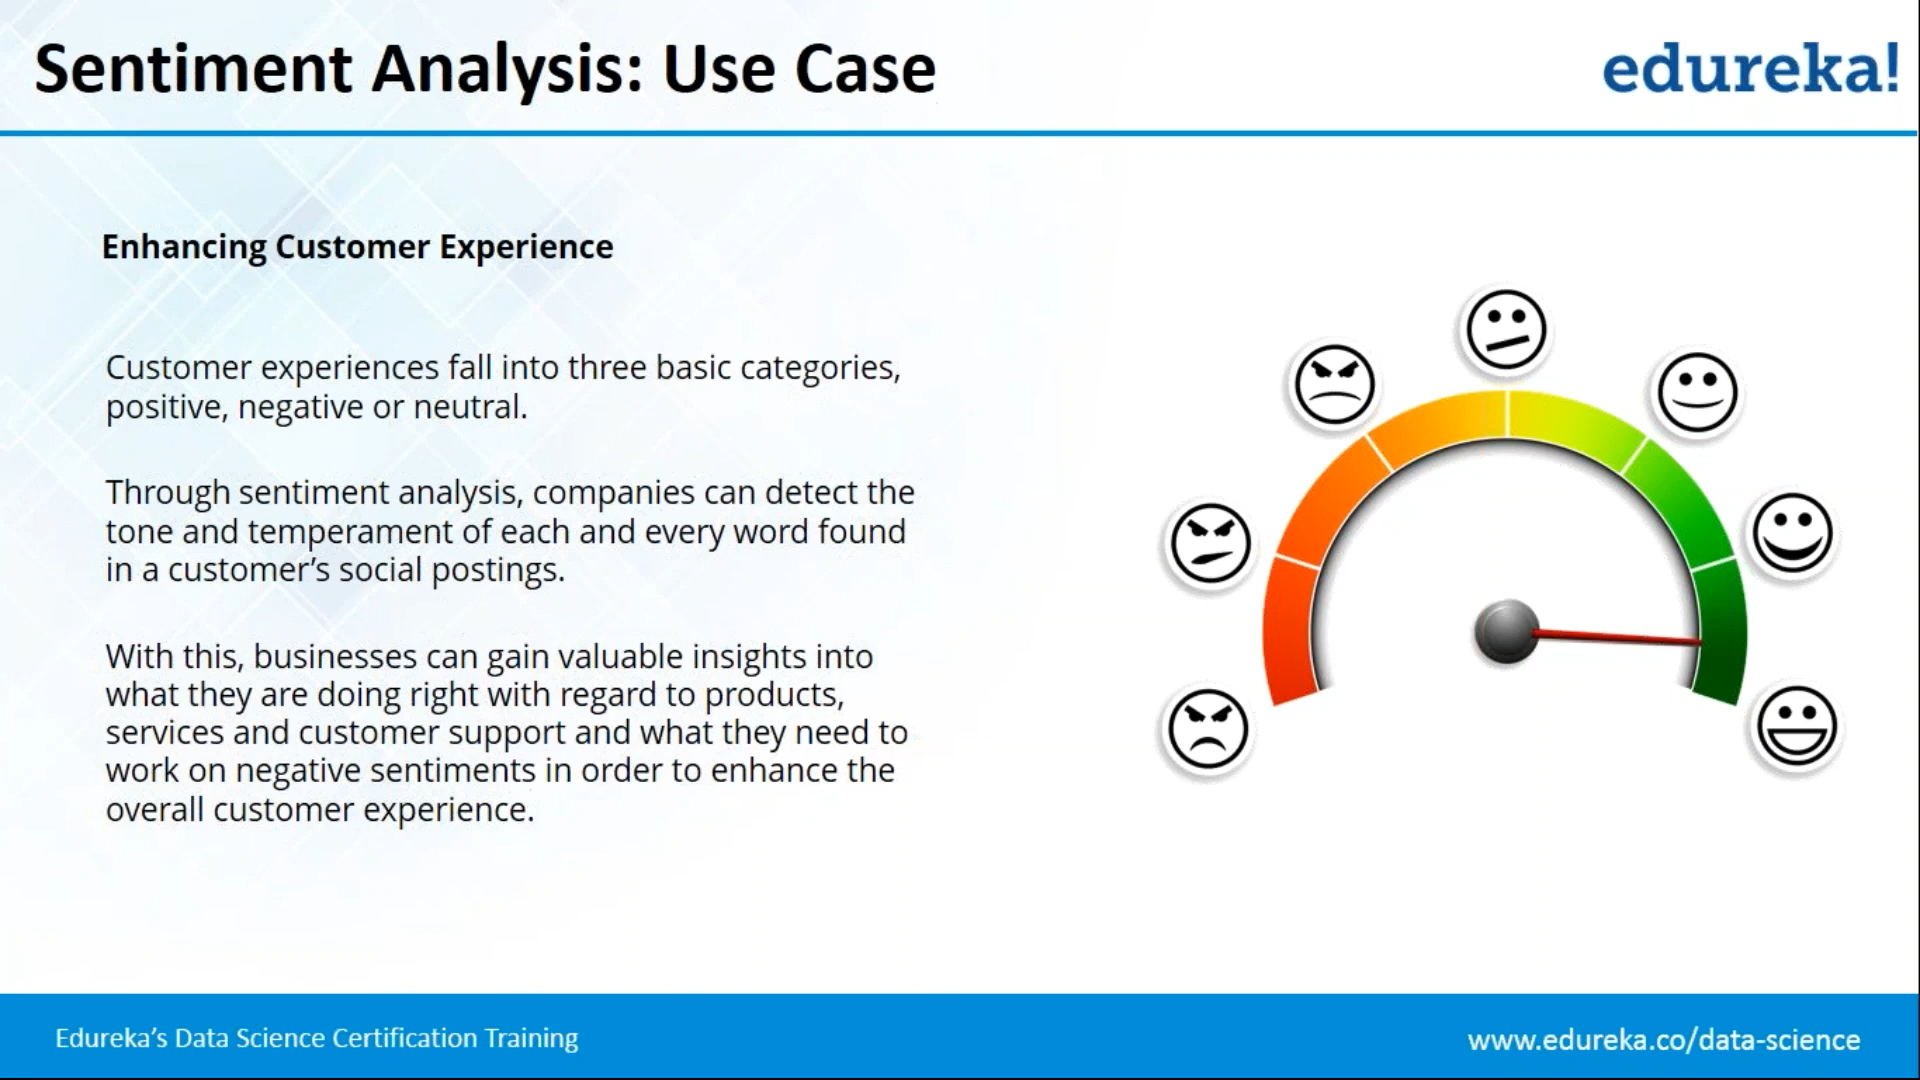 Sentiment Analysis: Use Case
edureka!
Enhancing Customer Experience
Customer experiences fall into three basic categories,
positive, negative or neutral.
Through sentiment analysis, companies can detect the
tone and temperament of each and every word found
in a customer’s social postings.
With this, businesses can gain valuable insights into
what they are doing right with regard to products,
services and customer support and what they need to
work on negative sentiments in order to enhance the
overall customer experience.
Edureka’s Data Science Certification Training
www.edureka.co/data-science